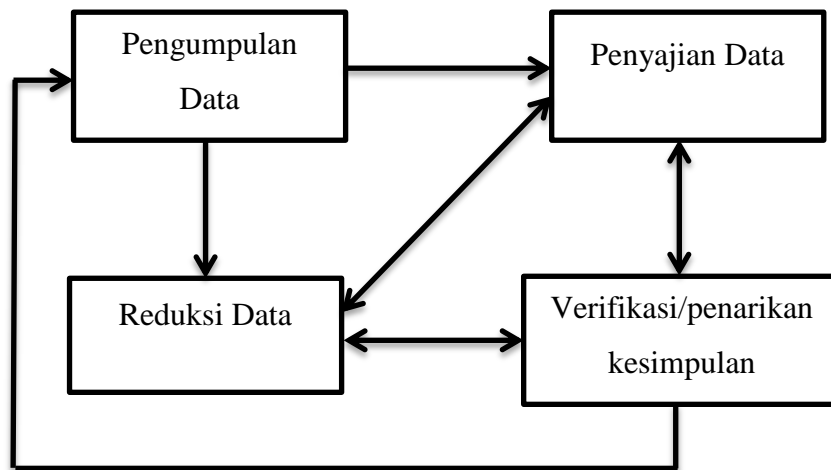 Pengumpulan
Data
Penyajian Data
Reduksi Data
Verifikasi/penarikan
kesimpulan